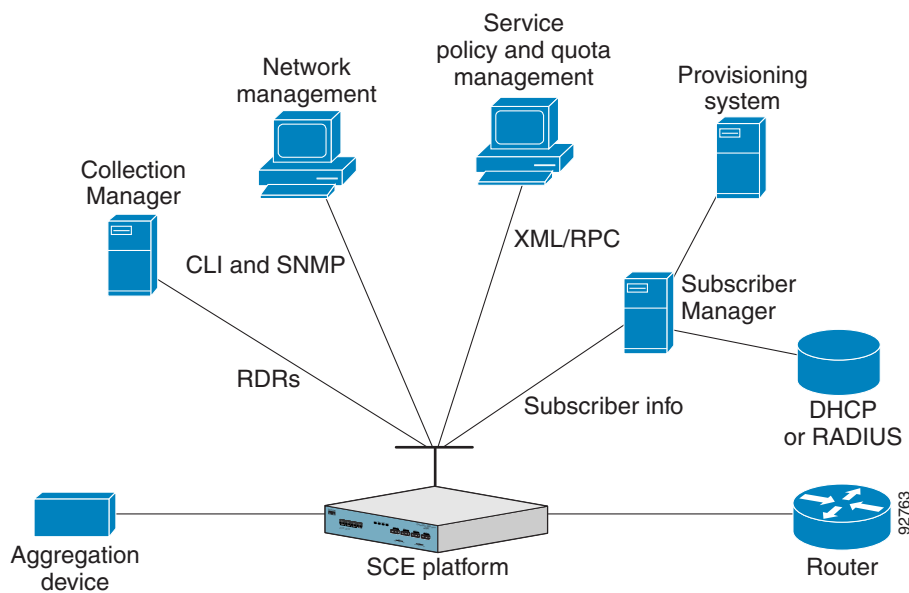 Service
policy and quota
management
Network
management
Provisioning
system
Collection
Manager
XML/RPC
CLI and SNMP
Subscriber
Manager
RDRs
Subscriber info
DHCP
or RADIUS
Aggregation
device
SCE platform
Router
92763